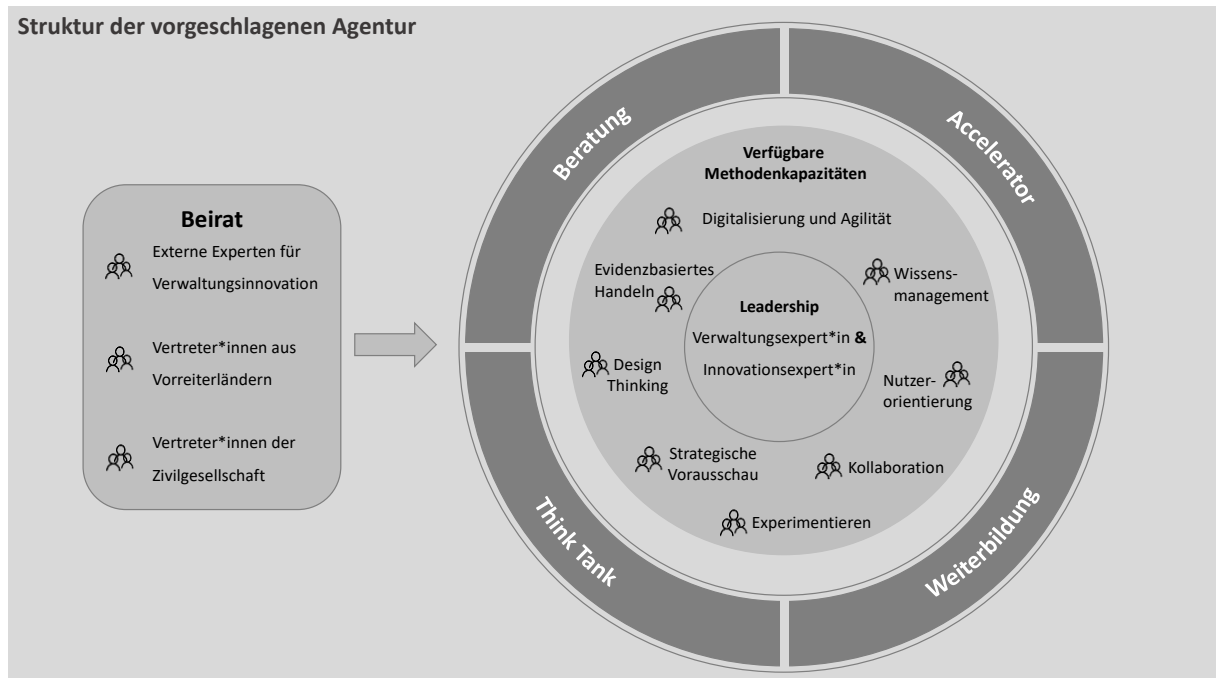 Struktur der vorgeschlagenen Agentur
Beirat
Externe Experten für
Verwaltungsinnovation
Vertreter*innen aus
Vorreiterländern
Vertreter*innen der
Zivilgesellschaft
Beratung
Accelerator
Think Tank
Weiterbildung
Verfügbare
Methodenkapazitäten
Digitalisierung und Agilität
Evidenzbasiertes
Handeln
Wissens-
management
Leadership
Verwaltungsexpert*in &
Innovationsexpert*in
Design
Thinking
Nutzer-
orientierung
Strategische
Vorausschau
Kollaboration
Experimentieren